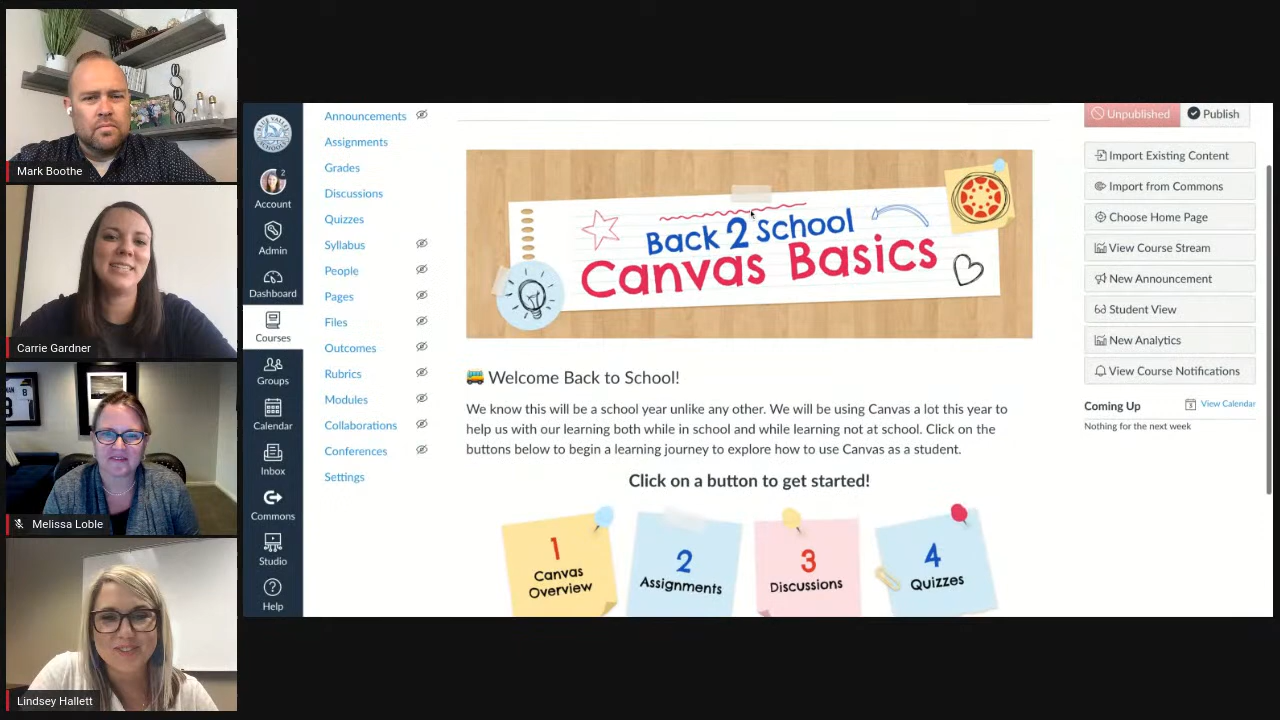 Mark Boothe
Carrie Gardner
Melissa Loble
Lindsey Hallett
BLUE VALLEY SCHOOLS
2
Account
Admin
Dashboard
Courses
Groups
Calendar
Inbox
Commons
Studio
Help
Announcements
Assignments
Grades
Discussions
Quizzes
Syllabus
People
Pages
Files
Outcomes
Rubrics
Modules
Collaborations
Conferences
Settings
Back 2 School
Canvas Basics
Welcome Back to School!
We know this will be a school year unlike any other. We will be using Canvas a lot this year to
help us with our learning both while in school and while learning not at school. Click on the
buttons below to begin a learning journey to explore how to use Canvas as a student.
Click on a button to get started!
1
Canvas
Overview
2
Assignments
3
Discussions
4
Quizzes
Unpublished
Publish
Import Existing Content
Import from Commons
Choose Home Page
View Course Stream
New Announcement
Student View
New Analytics
View Course Notifications
Coming Up
View Calendar
Nothing for the next week